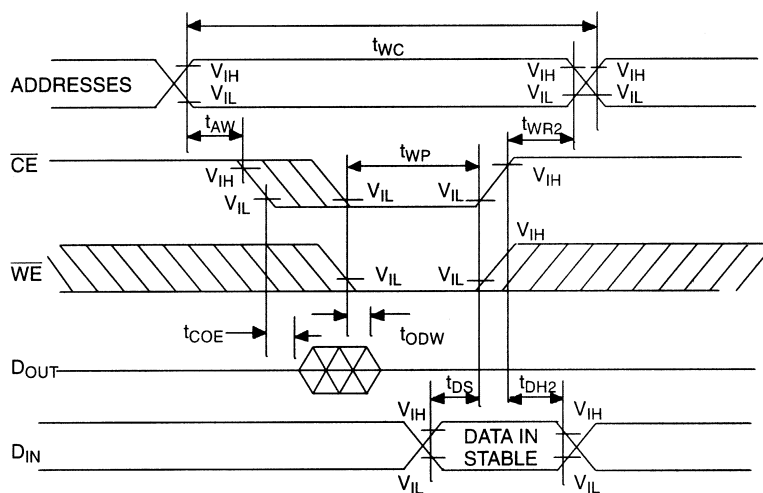 tWC
ADDRESSES
VIH
VIL
VIH
VIL
VIH
VIL
tAW
tWR2
CE
tWP
VIH
VIL
VIL
VIL
VIH
WE
VIL
VIL
VIH
tCOE
tODW
DOUT
tDS
tDH2
DIN
VIH
VIL
DATA IN
STABLE
VIH
VIL